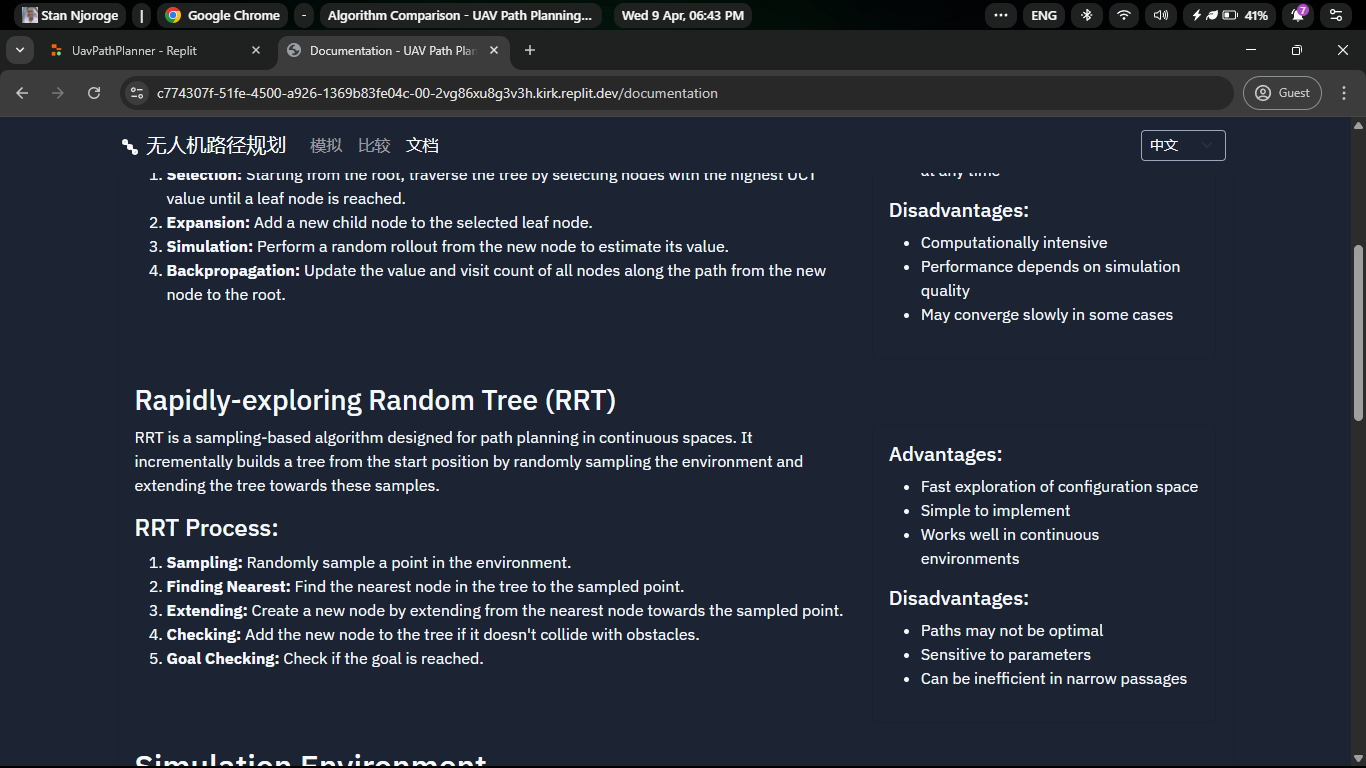 Stan Njoroge | Google Chrome - Algorithm Comparison - UAV Path Planning... Wed 9 Apr, 06:43 PM ... ENG 41% 7
UavPathPlanner - Replit
Documentation - UAV Path Plan
c774307f-51fe-4500-a926-1369b83fe04c-00-2vg86xu8g3v3h.kirk.replit.dev/documentation
Guest
无人机路径规划 模拟 比较 文档 中文
1. Selection: Starting from the root, traverse the tree by selecting nodes with the highest UCT
value until a leaf node is reached.
2. Expansion: Add a new child node to the selected leaf node.
3. Simulation: Perform a random rollout from the new node to estimate its value.
4. Backpropagation: Update the value and visit count of all nodes along the path from the new
node to the root.
at any time
Disadvantages:
• Computationally intensive
• Performance depends on simulation
quality
• May converge slowly in some cases
Rapidly-exploring Random Tree (RRT)
RRT is a sampling-based algorithm designed for path planning in continuous spaces. It
incrementally builds a tree from the start position by randomly sampling the environment and
extending the tree towards these samples.
RRT Process:
1. Sampling: Randomly sample a point in the environment.
2. Finding Nearest: Find the nearest node in the tree to the sampled point.
3. Extending: Create a new node by extending from the nearest node towards the sampled point.
4. Checking: Add the new node to the tree if it doesn't collide with obstacles.
5. Goal Checking: Check if the goal is reached.
Advantages:
• Fast exploration of configuration space
• Simple to implement
• Works well in continuous
environments
Disadvantages:
• Paths may not be optimal
• Sensitive to parameters
• Can be inefficient in narrow passages
Simulation Environment